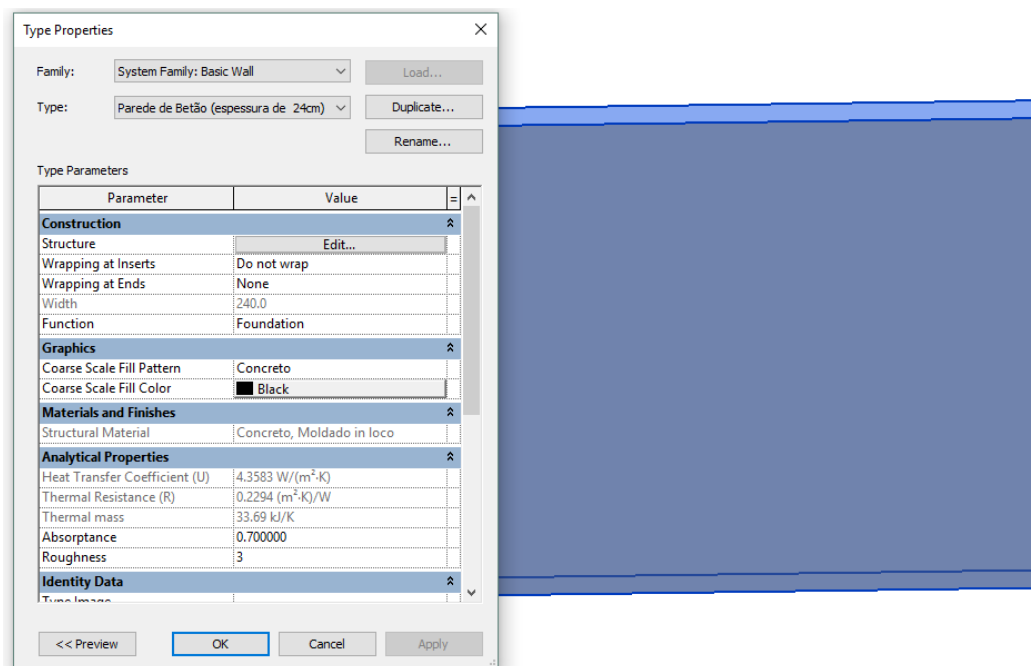 Type Properties
Family: System Family: Basic Wall Load...
Type: Parede de Betão (espessura de 24cm) Duplicate...
Rename...
Type Parameters
Parameter Value =
Construction
Structure Edit...
Wrapping at Inserts Do not wrap
Wrapping at Ends None
Width 240.0
Function Foundation
Graphics
Coarse Scale Fill Pattern Concreto
Coarse Scale Fill Color Black
Materials and Finishes
Structural Material Concreto, Moldado in loco
Analytical Properties
Heat Transfer Coefficient (U) 4.3583 W/(m²·K)
Thermal Resistance (R) 0.2294 (m²·K)/W
Thermal mass 33.69 kJ/K
Absorptance 0.700000
Roughness 3
Identity Data
Type Image
<< Preview OK Cancel Apply